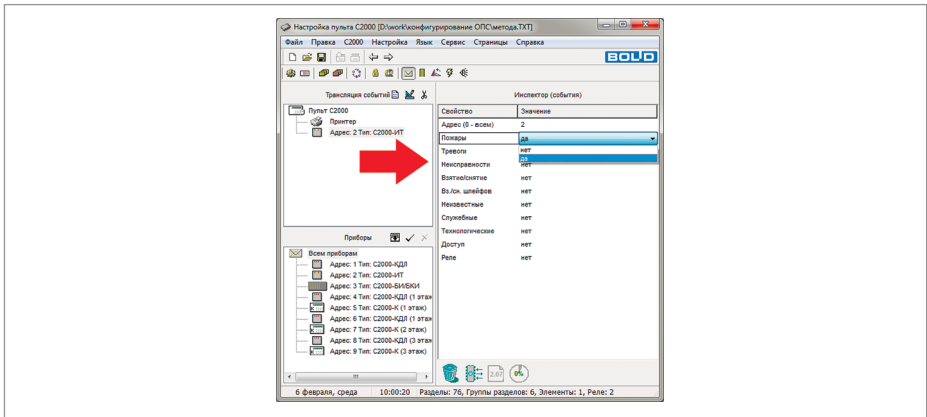 Настройка пульта С2000 [D:\work\конфигурирование ОПС\метода.TXT]
Файл Правка С2000 Настройка Язык Сервис Страницы Справка
BOLID
Трансляция событий
Пульт С2000
Принтер
Адрес: 2 Тип: С2000-ИТ
Приборы
Всем приборам
Адрес: 1 Тип: С2000-КДЛ
Адрес: 2 Тип: С2000-ИТ
Адрес: 3 Тип: С2000-БИ/БКИ
Адрес: 4 Тип: С2000-КДЛ (1 этаж
Адрес: 5 Тип: С2000-К (1 этаж)
Адрес: 6 Тип: С2000-КДЛ (1 этаж
Адрес: 7 Тип: С2000-К (2 этаж)
Адрес: 8 Тип: С2000-КДЛ (3 этаж
Адрес: 9 Тип: С2000-К (3 этаж)
Инспектор (события)
Свойство Значение
Адрес (0 - всем) 2
Пожары да
нет
да
Тревоги
Неисправности нет
Взятие/снятие нет
Вз./сн. шлейфов нет
Неизвестные нет
Служебные нет
Технологические нет
Доступ нет
Реле нет
2.07 0%
6 февраля, среда 10:00:20 Разделы: 76, Группы разделов: 6, Элементы: 1, Реле: 2